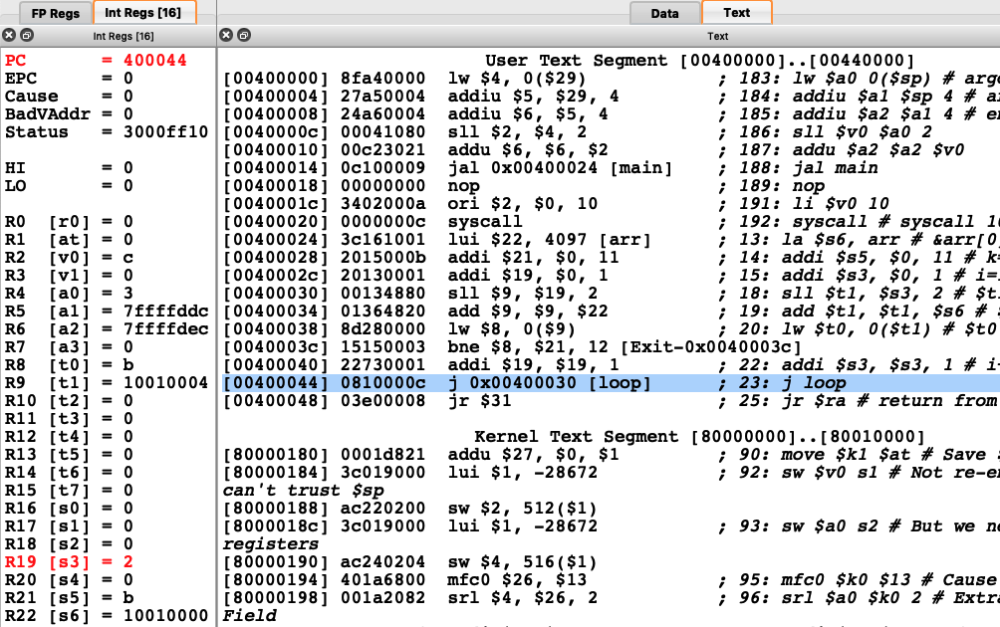 FP Regs Int Regs [16] Data Text
Int Regs [16] Text
PC = 400044
EPC = 0
Cause = 0
BadVAddr = 0
Status = 3000ff10
HI = 0
LO = 0
R0 [r0] = 0
R1 [at] = 0
R2 [v0] = c
R3 [v1] = 0
R4 [a0] = 3
R5 [a1] = 7ffffddc
R6 [a2] = 7ffffdec
R7 [a3] = 0
R8 [t0] = b
R9 [t1] = 10010004
R10 [t2] = 0
R11 [t3] = 0
R12 [t4] = 0
R13 [t5] = 0
R14 [t6] = 0
R15 [t7] = 0
R16 [s0] = 0
R17 [s1] = 0
R18 [s2] = 0
R19 [s3] = 2
R20 [s4] = 0
R21 [s5] = b
R22 [s6] = 10010000
User Text Segment [00400000]..[00440000]
[00400000] 8fa40000 lw $4, 0($29) ; 183: lw $a0 0($sp) # argc
[00400004] 27a50004 addiu $5, $29, 4 ; 184: addiu $a1 $sp 4 # a
[00400008] 24a60004 addiu $6, $5, 4 ; 185: addiu $a2 $a1 4 # e
[0040000c] 00041080 sll $2, $4, 2 ; 186: sll $v0 $a0 2
[00400010] 00c23021 addu $6, $6, $2 ; 187: addu $a2 $a2 $v0
[00400014] 0c100009 jal 0x00400024 [main] ; 188: jal main
[00400018] 00000000 nop ; 189: nop
[0040001c] 3402000a ori $2, $0, 10 ; 191: li $v0 10
[00400020] 0000000c syscall ; 192: syscall # syscall 10
[00400024] 3c161001 lui $22, 4097 [arr] ; 13: la $s6, arr # &arr[0]
[00400028] 2015000b addi $21, $0, 11 ; 14: addi $s5, $0, 11 # k=
[0040002c] 20130001 addi $19, $0, 1 ; 15: addi $s3, $0, 1 # i=
[00400030] 00134880 sll $9, $19, 2 ; 18: sll $t1, $s3, 2 # $t
[00400034] 01364820 add $9, $9, $22 ; 19: add $t1, $t1, $s6 #
[00400038] 8d280000 lw $8, 0($9) ; 20: lw $t0, 0($t1) # $t0
[0040003c] 15150003 bne $8, $21, 12 [Exit-0x0040003c]
[00400040] 22730001 addi $19, $19, 1 ; 22: addi $s3, $s3, 1 # i
[00400044] 0810000c j 0x00400030 [loop] ; 23: j loop
[00400048] 03e00008 jr $31 ; 25: jr $ra # return from
Kernel Text Segment [80000000]..[80010000]
[80000180] 0001d821 addu $27, $0, $1 ; 90: move $k1 $at # Save
[80000184] 3c019000 lui $1, -28672 ; 92: sw $v0 s1 # Not re-en
can't trust $sp
[80000188] ac220200 sw $2, 512($1)
[8000018c] 3c019000 lui $1, -28672 ; 93: sw $a0 s2 # But we ne
registers
[80000190] ac240204 sw $4, 516($1)
[80000194] 401a6800 mfc0 $26, $13 ; 95: mfc0 $k0 $13 # Cause
[80000198] 001a2082 srl $4, $26, 2 ; 96: srl $a0 $k0 2 # Extra
Field